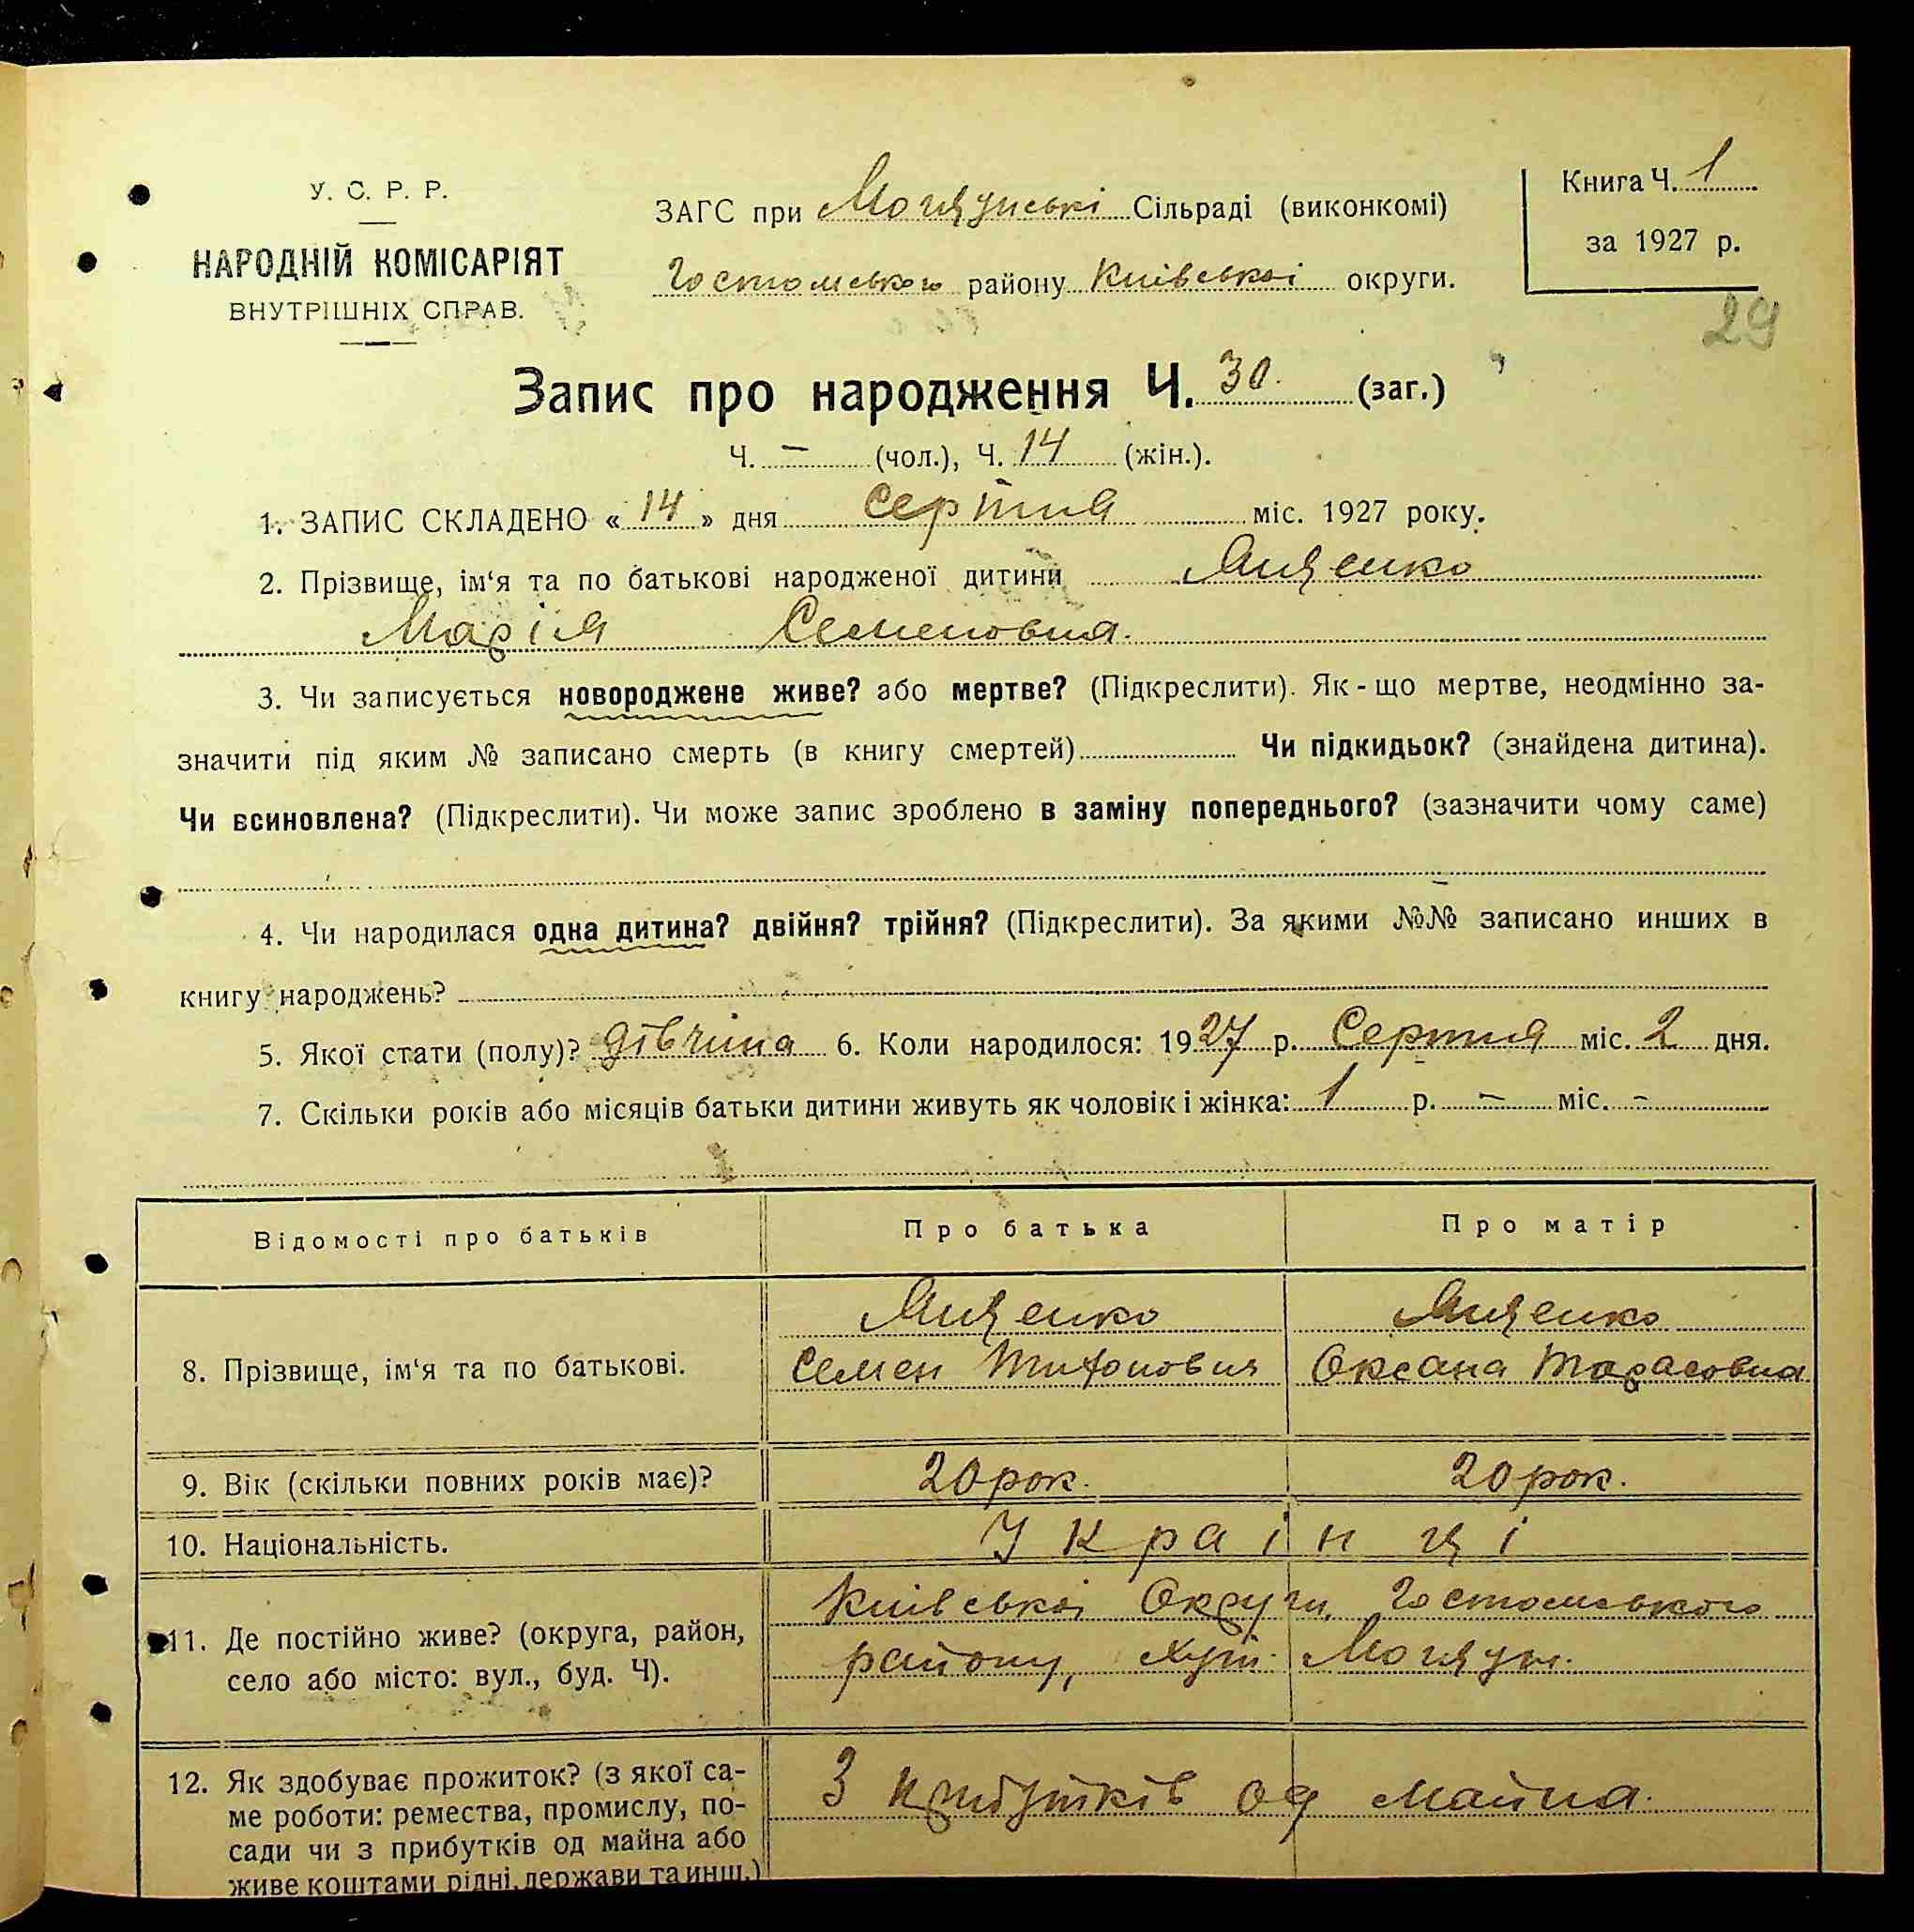 У. С. Р. Р.
НАРОДНІЙ КОМІСАРІЯТ
ВНУТРІШНІХ СПРАВ.
ЗАГС при Мощунські Сільраді (виконкомі)
Гостомського району Київської округи.
Книга Ч. 1
за 1927 р.
29
Запис про народження Ч. 30. (заг.)
Ч. – (чол.), Ч. 14 (жін.).
1. ЗАПИС СКЛАДЕНО « 14 » дня Серпня міс. 1927 року.
2. Прізвище, ім‘я та по батькові народженої дитини Яценко
Марія Семеновна.
3. Чи записується новороджене живе? або мертве? (Підкреслити). Як - що мертве, неодмінно за-
значити під яким № записано смерть (в книгу смертей) Чи підкидьок? (знайдена дитина).
Чи всиновлена? (Підкреслити). Чи може запис зроблено в заміну попереднього? (зазначити чому саме)
4. Чи народилася одна дитина? двійня? трійня? (Підкреслити). За якими №№ записано инших в
книгу народжень?
5. Якої стати (полу)? дівчина 6. Коли народилося: 1927 р. Серпня міс. 2 дня.
7. Скільки років або місяців батьки дитини живуть як чоловік і жінка: 1 р. – міс. –
Відомості про батьків Про батька Про матір
8. Прізвище, ім‘я та по батькові.
Яценко Яценко
Семен Оксана Тарасовна
9. Вік (скільки повних років має)? 20 рок. 20 рок.
10. Національність. Українці
11. Де постійно живе? (округа, район,
село або місто: вул., буд. Ч).
Київської Округи, Гостомського
району, хут. Мощун.
12. Як здобуває прожиток? (з якої са-
ме роботи: ремества, промислу, по-
сади чи з прибутків од майна або
живе коштами рідні, держави та инш.)
З прибутків од майна.